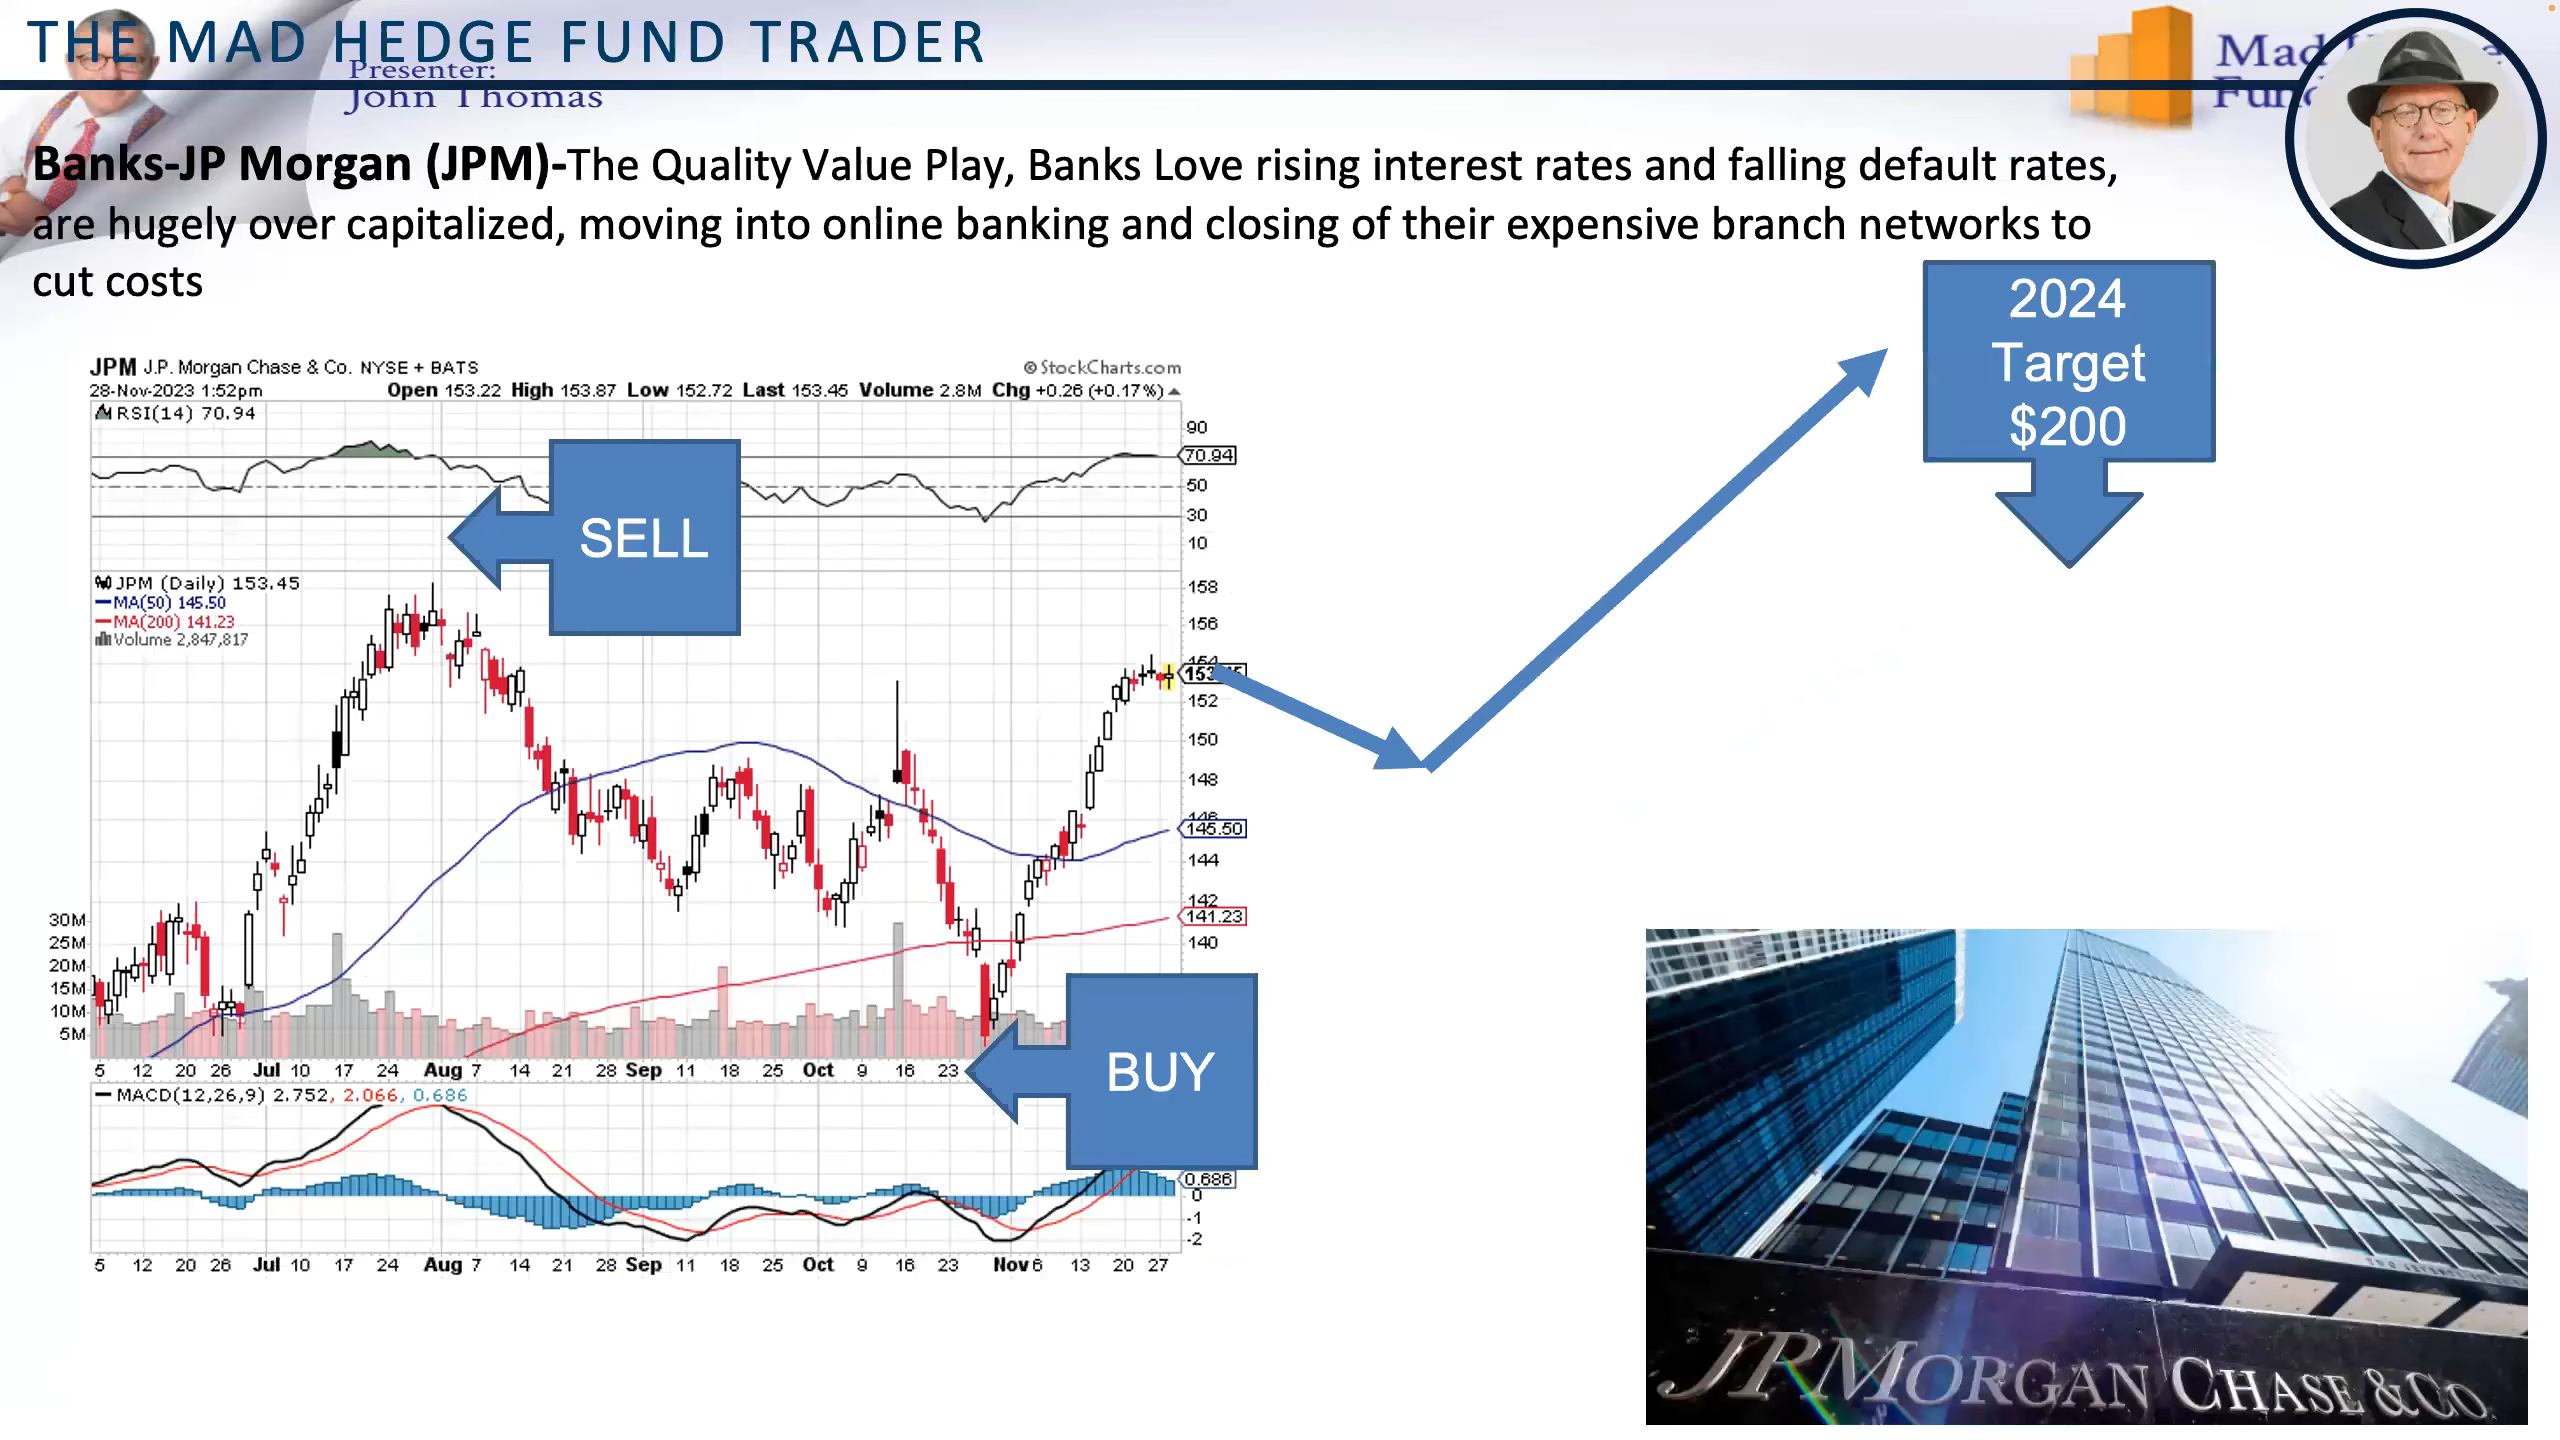 THE MAD HEDGE FUND TRADER
Presenter:
John Thomas
Mad
Banks-JP Morgan (JPM)-The Quality Value Play, Banks Love rising interest rates and falling default rates,
are hugely over capitalized, moving into online banking and closing of their expensive branch networks to
cut costs
2024
Target
$200
JPM J.P. Morgan Chase & Co. NYSE + BATS
© StockCharts.com
28-Nov-2023 1:52pm
Open 153.22 High 153.87 Low 152.72 Last 153.45 Volume 2.8M Chg +0.26 (+0.17%)
RSI(14) 70.94
90
70.94
50
30
10
SELL
JPM (Daily) 153.45
MA(50) 145.50
MA(200) 141.23
Volume 2,847,817
158
156
154
152
150
148
146
145.50
144
142
141.23
140
30M
25M
20M
15M
10M
5M
BUY
5 12 20 26 Jul 10 17 24 Aug 7 14 21 28 Sep 11 18 25 Oct 9 16 23
MACD(12,26,9) 2.752, 2.066, 0.686
0.686
0
-1
-2
5 12 20 26 Jul 10 17 24 Aug 7 14 21 28 Sep 11 18 25 Oct 9 16 23 Nov 6 13 20 27
JPMORGAN CHASE & CO.